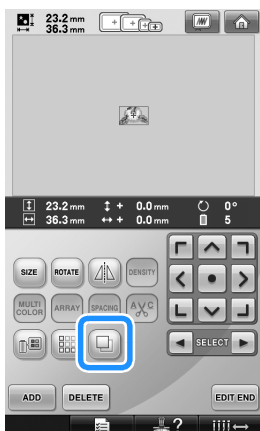 23.2 mm
36.3 mm
23.2 mm + 0.0 mm 0°
36.3 mm + 0.0 mm 5
SIZE ROTATE DENSITY
MULTI COLOR ARRAY SPACING AVC
SELECT
ADD DELETE EDIT END
?